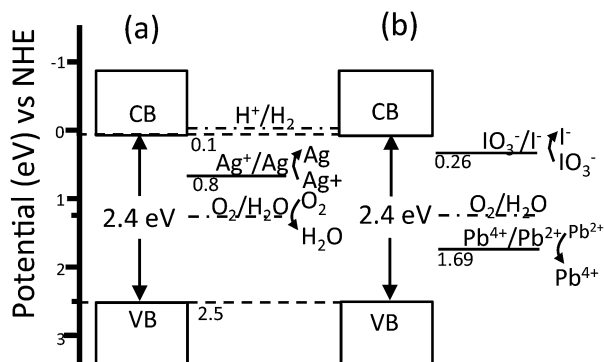 (a)
(b)
Potential (eV) vs NHE
-1
0
1
2
3
CB
H⁺/H₂
0.1
Ag⁺/Ag
Ag
0.8
Ag+
2.4 eV
O₂/H₂O
O₂
H₂O
VB
2.5
CB
IO₃⁻/I⁻
I⁻
0.26
IO₃⁻
2.4 eV
O₂/H₂O
Pb⁴⁺/Pb²⁺
Pb²⁺
1.69
Pb⁴⁺
VB